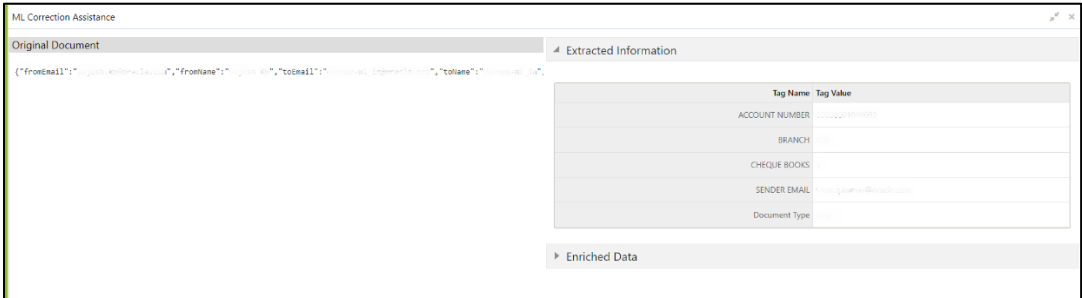 ML Correction Assistance
Original Document
{"fromEmail":" ","fromName":" ","toEmail":" ","toName":" ",
Extracted Information
Tag Name Tag Value
ACCOUNT NUMBER
BRANCH
CHEQUE BOOKS
SENDER EMAIL
Document Type
Enriched Data